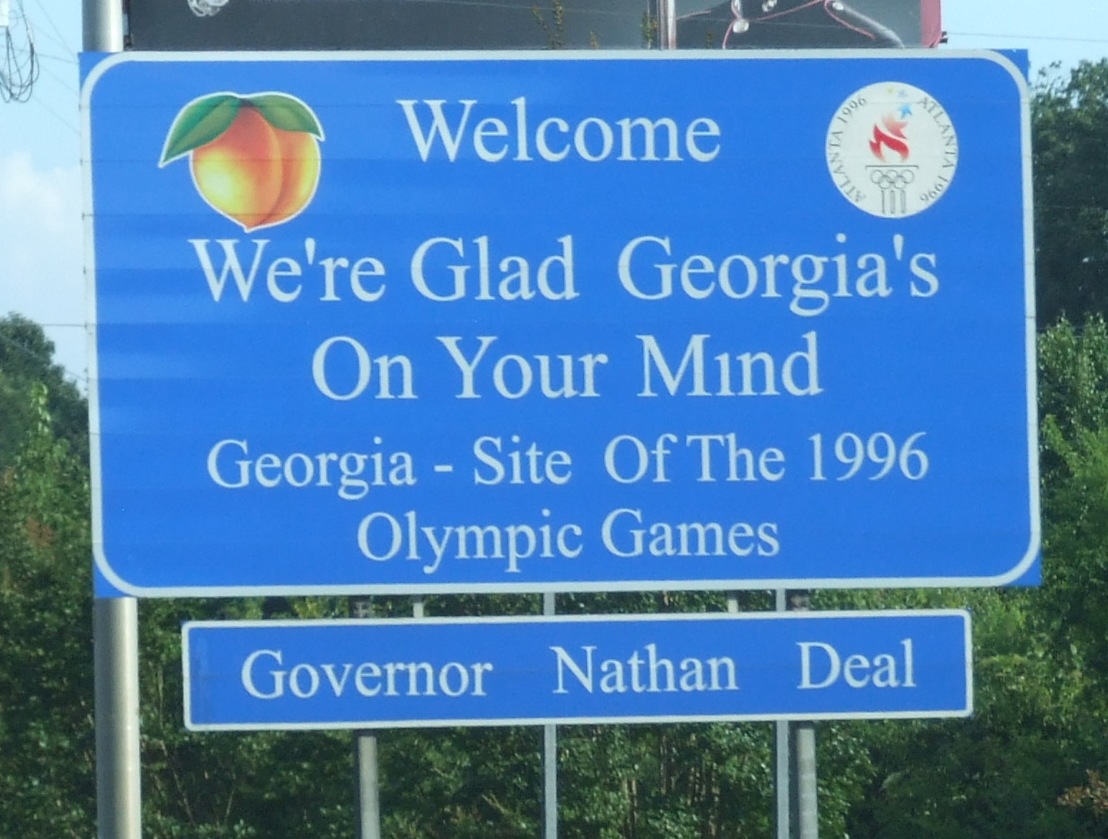 Welcome
ATLANTA 1996 ATLANTA 1996
We're Glad Georgia's
On Your Mind
Georgia - Site Of The 1996
Olympic Games
Governor Nathan Deal